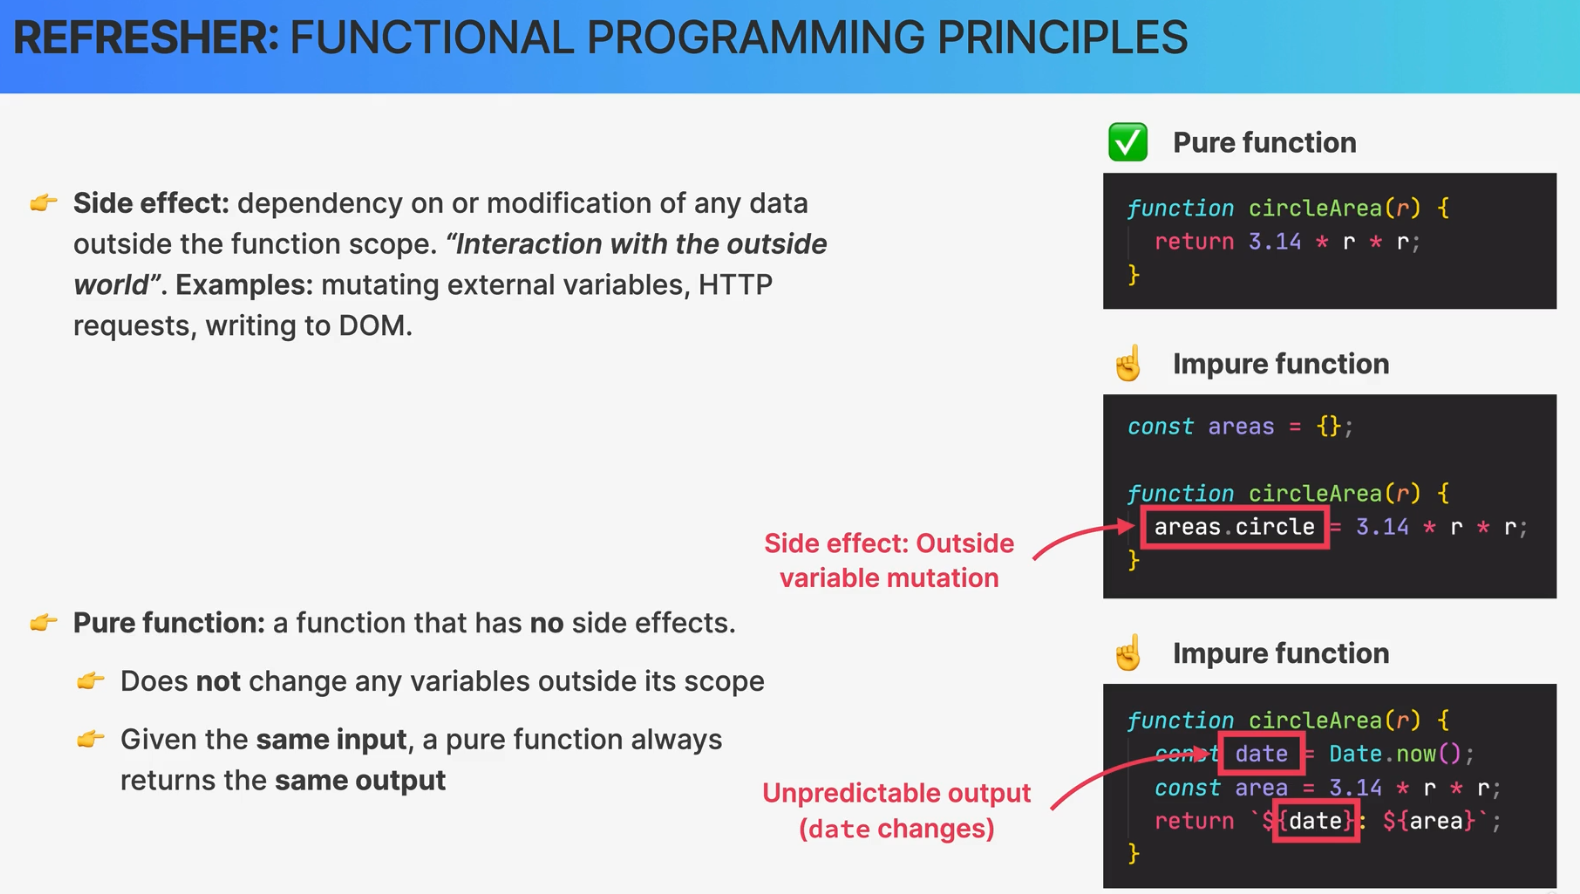 REFRESHER: FUNCTIONAL PROGRAMMING PRINCIPLES
Side effect: dependency on or modification of any data
outside the function scope. “Interaction with the outside
world”. Examples: mutating external variables, HTTP
requests, writing to DOM.
Pure function: a function that has no side effects.
Does not change any variables outside its scope
Given the same input, a pure function always
returns the same output
Pure function
function circleArea(r) {
return 3.14 * r * r;
}
Impure function
const areas = {};
function circleArea(r) {
areas.circle = 3.14 * r * r;
}
Side effect: Outside
variable mutation
Impure function
function circleArea(r) {
const date = Date.now();
const area = 3.14 * r * r;
return `${date}: ${area}`;
}
Unpredictable output
(date changes)